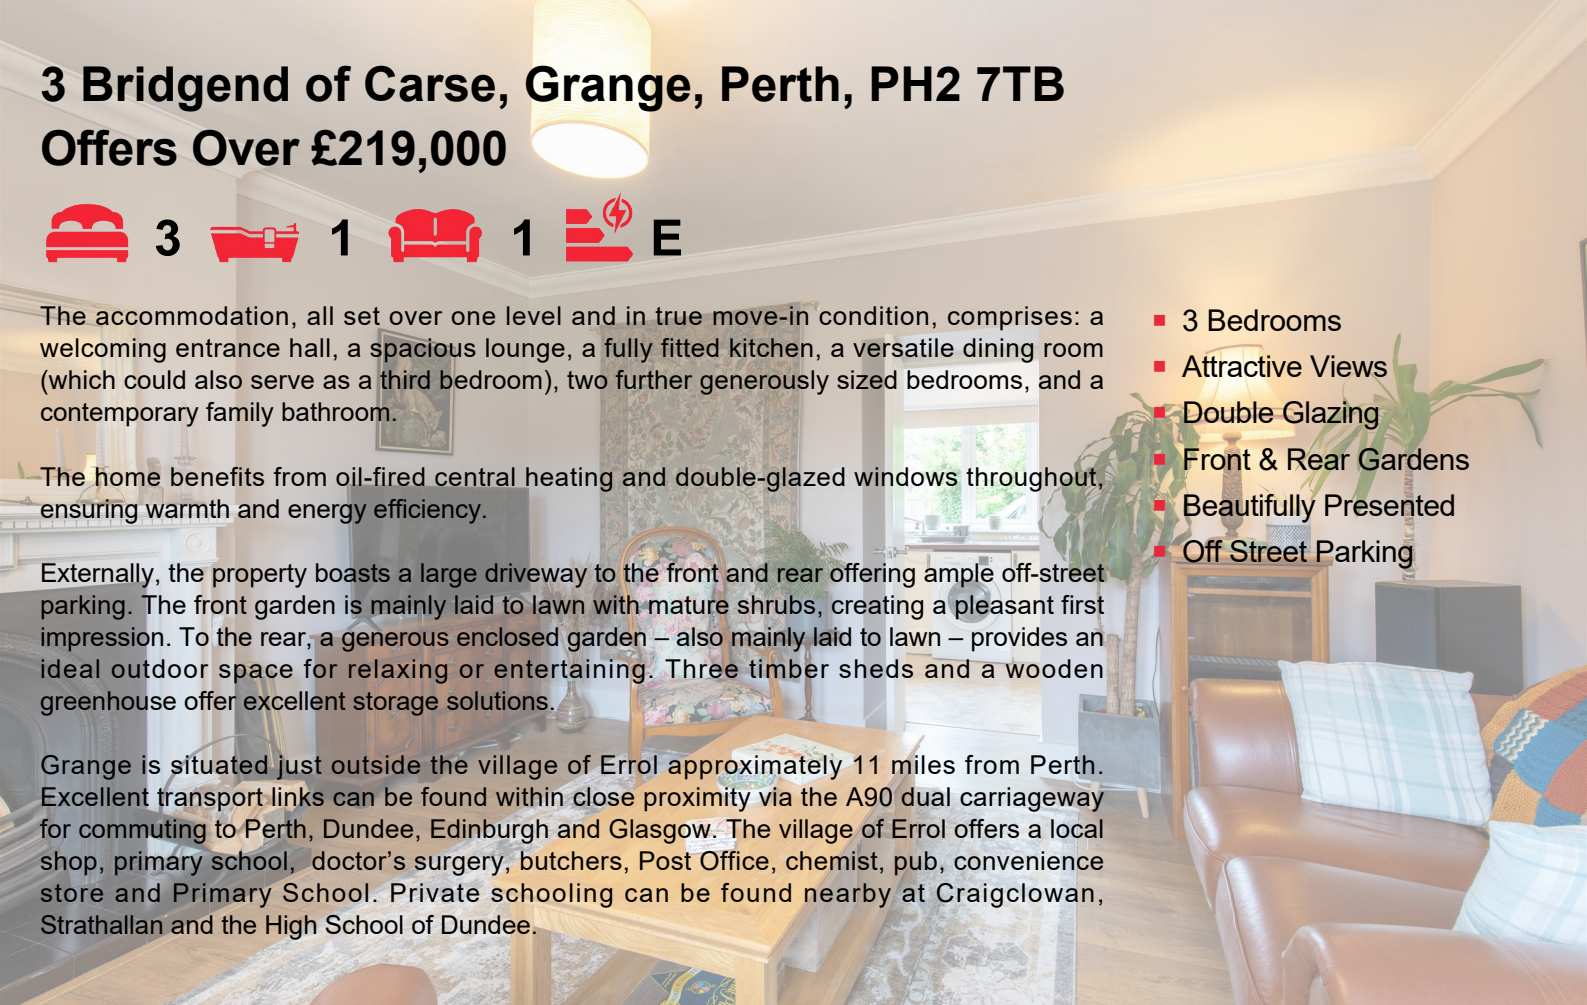 3 Bridgend of Carse, Grange, Perth, PH2 7TB
Offers Over £219,000
3 1 1 E
The accommodation, all set over one level and in true move-in condition, comprises: a
welcoming entrance hall, a spacious lounge, a fully fitted kitchen, a versatile dining room
(which could also serve as a third bedroom), two further generously sized bedrooms, and a
contemporary family bathroom.
The home benefits from oil-fired central heating and double-glazed windows throughout,
ensuring warmth and energy efficiency.
Externally, the property boasts a large driveway to the front and rear offering ample off-street
parking. The front garden is mainly laid to lawn with mature shrubs, creating a pleasant first
impression. To the rear, a generous enclosed garden – also mainly laid to lawn – provides an
ideal outdoor space for relaxing or entertaining. Three timber sheds and a wooden
greenhouse offer excellent storage solutions.
Grange is situated just outside the village of Errol approximately 11 miles from Perth.
Excellent transport links can be found within close proximity via the A90 dual carriageway
for commuting to Perth, Dundee, Edinburgh and Glasgow. The village of Errol offers a local
shop, primary school,  doctor’s surgery, butchers, Post Office, chemist, pub, convenience
store and Primary School. Private schooling can be found nearby at Craigclowan,
Strathallan and the High School of Dundee.
▪ 3 Bedrooms
▪ Attractive Views
▪ Double Glazing
▪ Front & Rear Gardens
▪ Beautifully Presented
▪ Off Street Parking